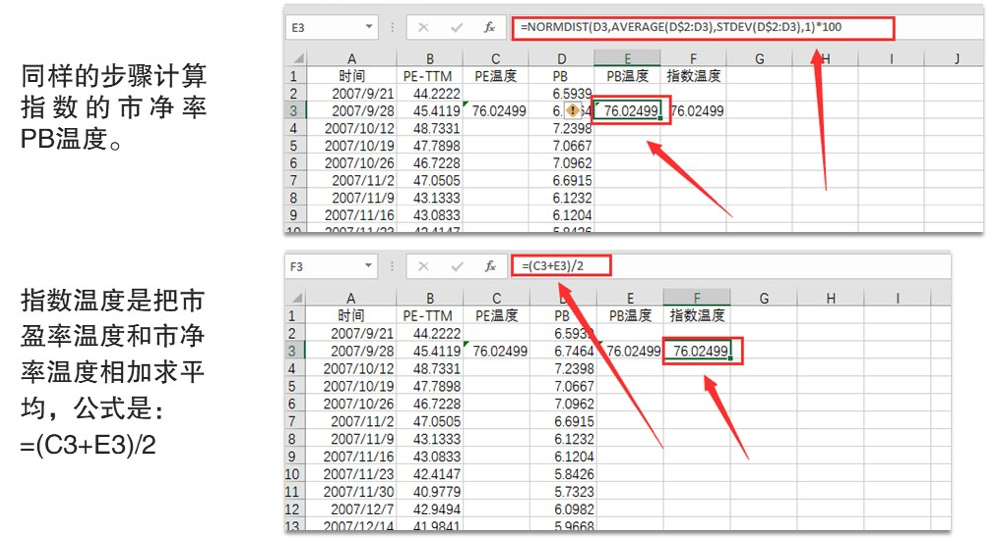 同样的步骤计算
指数的市净率
PB温度。
E3
fx
=NORMDIST(D3,AVERAGE(D$2:D3),STDEV(D$2:D3),1)*100
A B C D E F G H I J
1 时间 PE-TTM PE温度 PB PB温度 指数温度
2 2007/9/21 44.2222 6.5939
3 2007/9/28 45.4119 76.02499 6. 64 76.02499 76.02499
4 2007/10/12 48.7331 7.2398
5 2007/10/19 47.7898 7.0667
6 2007/10/26 46.7228 7.0962
7 2007/11/2 47.0505 6.6915
8 2007/11/9 43.1333 6.1232
9 2007/11/16 43.0833 6.1204
10 2007/11/23 42.4147 5.8426
指数温度是把市
盈率温度和市净
率温度相加求平
均，公式是：
=(C3+E3)/2
F3
fx
=(C3+E3)/2
A B C D E F G H I
1 时间 PE-TTM PE温度 PB PB温度 指数温度
2 2007/9/21 44.2222 6.5939
3 2007/9/28 45.4119 76.02499 6.7464 76.02499 76.02499
4 2007/10/12 48.7331 7.2398
5 2007/10/19 47.7898 7.0667
6 2007/10/26 46.7228 7.0962
7 2007/11/2 47.0505 6.6915
8 2007/11/9 43.1333 6.1232
9 2007/11/16 43.0833 6.1204
10 2007/11/23 42.4147 5.8426
11 2007/11/30 40.9779 5.7323
12 2007/12/7 42.9494 6.0982
13 2007/12/14 41.9841 5.9668